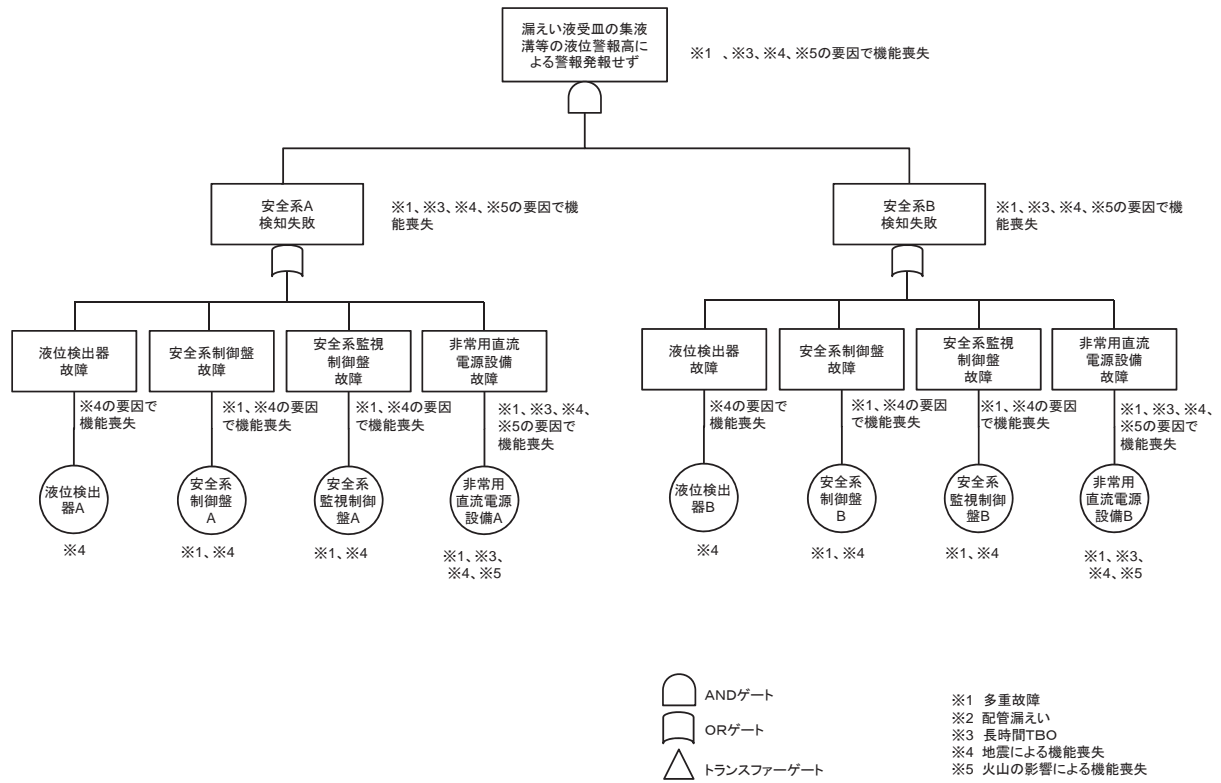 漏えい液受皿の集液
溝等の液位警報高に
よる警報発報せず
※1 、※3、※4、※5の要因で機能喪失
安全系A
検知失敗
※1、※3、※4、※5の要因で機
能喪失
安全系B
検知失敗
※1、※3、※4、※5の要因で機
能喪失
液位検出器
故障
安全系制御盤
故障
安全系監視
制御盤
故障
非常用直流
電源設備
故障
液位検出器
故障
安全系制御盤
故障
安全系監視
制御盤
故障
非常用直流
電源設備
故障
※4の要因で
機能喪失
※1、※4の要因
で機能喪失
※1、※4の要因
で機能喪失
※1、※3、※4、
※5の要因で
機能喪失
※4の要因で
機能喪失
※1、※4の要因
で機能喪失
※1、※4の要因
で機能喪失
※1、※3、※4、
※5の要因で
機能喪失
液位検出
器A
安全系
制御盤
A
安全系
監視制御
盤A
非常用
直流電源
設備A
液位検出
器B
安全系
制御盤
B
安全系
監視制御
盤B
非常用
直流電源
設備B
※4
※1、※4
※1、※4
※1、※3、
※4、※5
※4
※1、※4
※1、※4
※1、※3、
※4、※5
ANDゲート
ORゲート
トランスファーゲート
※1 多重故障
※2 配管漏えい
※3 長時間TBO
※4 地震による機能喪失
※5 火山の影響による機能喪失